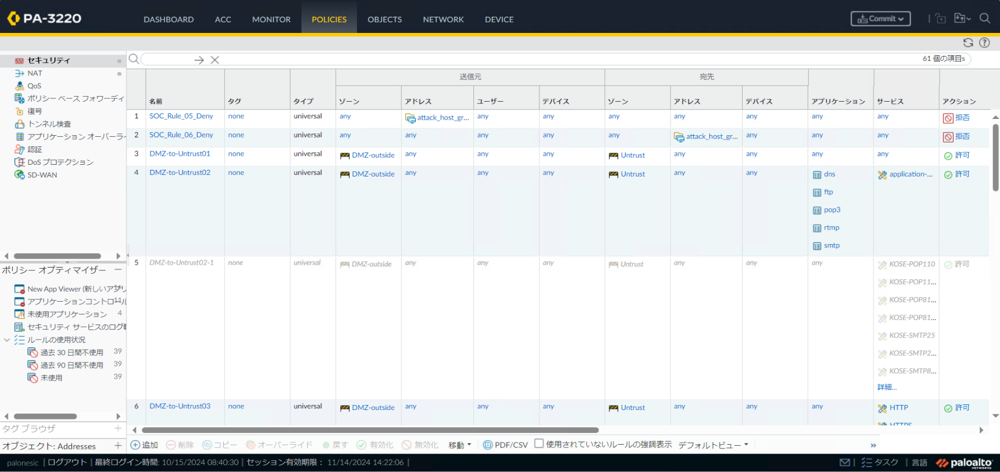 PA-3220 DASHBOARD ACC MONITOR POLICIES OBJECTS NETWORK DEVICE Commit
セキュリティ
NAT
QoS
ポリシー ベース フォワーディ
復号
トンネル検査
アプリケーション オーバーラ
認証
DoS プロテクション
SD-WAN
ポリシー オプティマイザー
New App Viewer (新しいアプリ
アプリケーションコントロール 11
未使用アプリケーション 4
セキュリティ サービスのログ
ルールの使用状況
過去 30 日間不使用 39
過去 90 日間不使用 39
未使用 39
タグ ブラウザ
オブジェクト: Addresses
61 個の項目s
送信元 宛先
名前 タグ タイプ ゾーン アドレス ユーザー デバイス ゾーン アドレス デバイス アプリケーション サービス アクション
1 SOC_Rule_05_Deny none universal any attack_host_gr... any any any any any any any 拒否
2 SOC_Rule_06_Deny none universal any any any any any attack_host_gr... any any any 拒否
3 DMZ-to-Untrust01 none universal DMZ-outside any any any Untrust any any any any 許可
4 DMZ-to-Untrust02 none universal DMZ-outside any any any Untrust any any dns application-... 許可
ftp
pop3
rtmp
smtp
5 DMZ-to-Untrust02-1 none universal DMZ-outside any any any Untrust any any any KOSE-POP110 許可
KOSE-POP11...
KOSE-POP81...
KOSE-POP81...
KOSE-SMTP25
KOSE-SMTP2...
KOSE-SMTP8...
詳細...
6 DMZ-to-Untrust03 none universal DMZ-outside any any any Untrust any any any HTTP 許可
HTTPS
追加 削除 コピー オーバーライド 戻す 有効化 無効化 移動 PDF/CSV 使用されていないルールの強調表示 デフォルトビュー »
palonesic | ログアウト | 最終ログイン時間: 10/15/2024 08:40:30 | セッション有効期限： 11/14/2024 14:22:06 | | タスク | 言語 paloalto NETWORKS